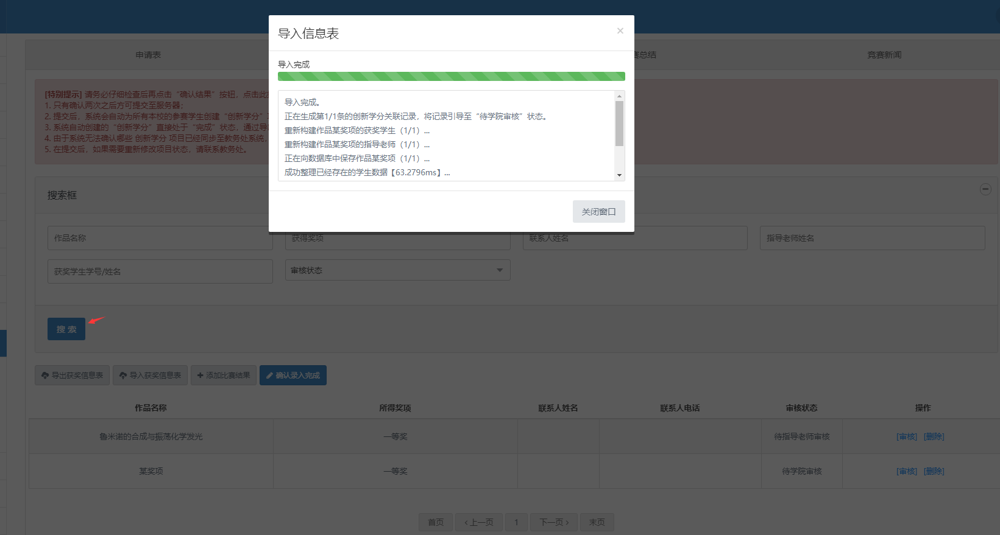 导入信息表
×
导入完成
导入完成。
正在生成第1/1条的创新学分关联记录，将记录引导至“待学院审核”状态。
重新构建作品某奖项的获奖学生（1/1）...
重新构建作品某奖项的指导老师（1/1）...
正在向数据库中保存作品某奖项（1/1）...
成功整理已经存在的学生数据【63.2796ms】...
关闭窗口
申请表
赛总结
竞赛新闻
[特别提示] 请务必仔细检查后再点击“确认结果”按钮，点击此
1. 只有确认两次之后方可提交至服务器；
2. 提交后，系统会自动为所有本校的参赛学生创建“创新学分”
3. 系统自动创建的“创新学分”直接处于“完成”状态，通过导
4. 由于系统无法确认哪些 创新学分 项目已经同步至教务处系统，
5. 在提交后，如果需要重新修改项目状态，请联系教务处。
搜索框
作品名称
获得奖项
联系人姓名
指导老师姓名
获奖学生学号/姓名
审核状态
搜 索
导出获奖信息表
导入获奖信息表
添加比赛结果
确认录入完成
作品名称 所得奖项 联系人姓名 联系人电话 审核状态 操作
鲁米诺的合成与振荡化学发光 一等奖 待指导老师审核 [审核] [删除]
某奖项 一等奖 待学院审核 [审核] [删除]
首页 ‹ 上一页 1 下一页 › 末页